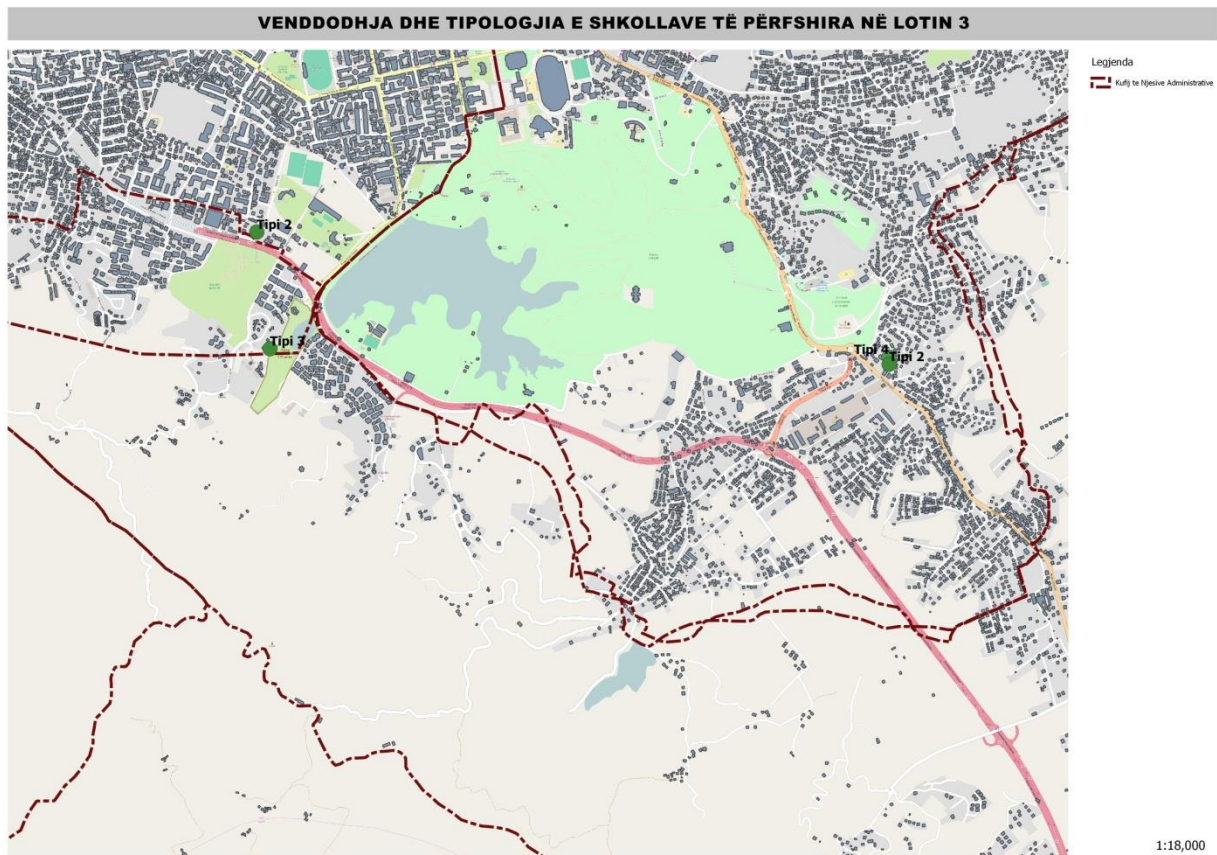 VENDDODHJA DHE TIPOLOGJIA E SHKOLLAVE TË PËRFSHIRA NË LOTIN 3
Legjenda
Kufij te Njesive Administrative
Tipi 2
Tipi 3
Tipi 4
Tipi 2
1:18,000